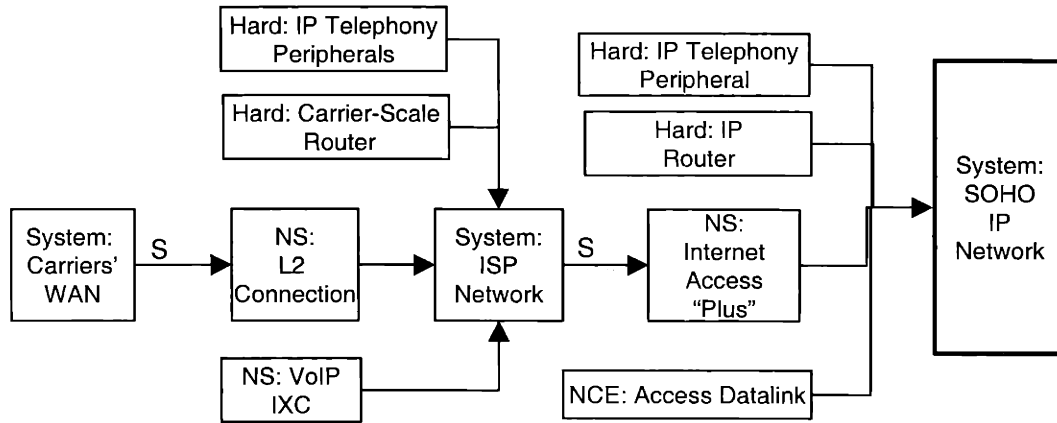 Hard: IP Telephony
Peripherals
Hard: Carrier-Scale
Router
Hard: IP Telephony
Peripheral
Hard: IP
Router
System:
Carriers'
WAN
S
NS:
L2
Connection
System:
ISP
Network
S
NS:
Internet
Access
“Plus”
System:
SOHO
IP
Network
NS: VoIP
IXC
NCE: Access Datalink